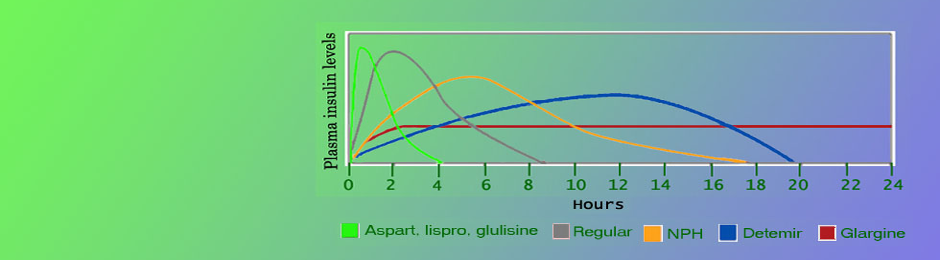 Plasma insulin levels
0 2 4 6 8 10 12 14 16 18 20 22 24
Hours
Aspart, lispro, glulisine Regular NPH Detemir Glargine